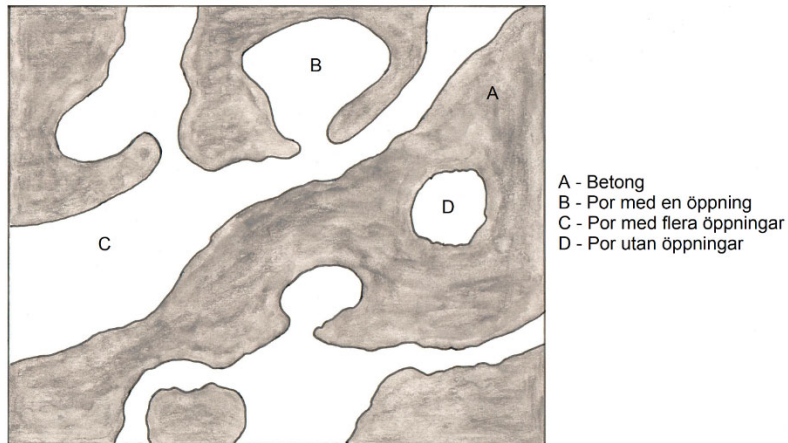 B
A
D
C
A - Betong
B - Por med en öppning
C - Por med flera öppningar
D - Por utan öppningar